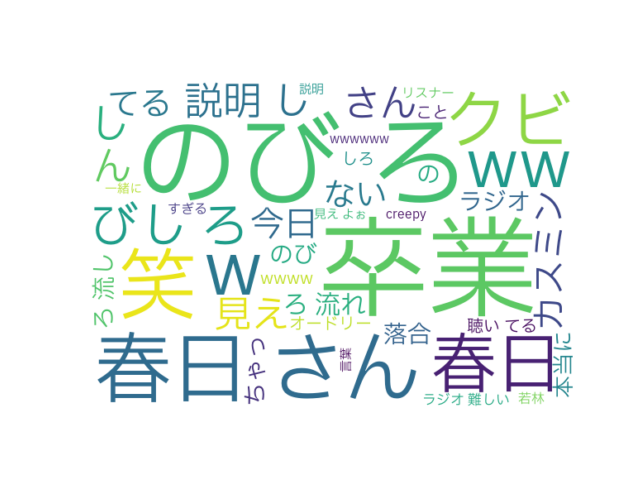 説明
てる
説明 し
さん
リスナー
こと
クビ
し
のびろ
wwwwww
しろ
の
ww
ん
一緒に
ない
ラジオ
カスミン
すぎる
びしろ
今日
見え よぉ
creepy
卒業
のび
笑
w
wwww
ろ 流し
ろ 流れ
見え
オードリー
落合
聴い てる
本当に
春日
さん
春日
ちゃっ
言葉
ラジオ 難しい
若林